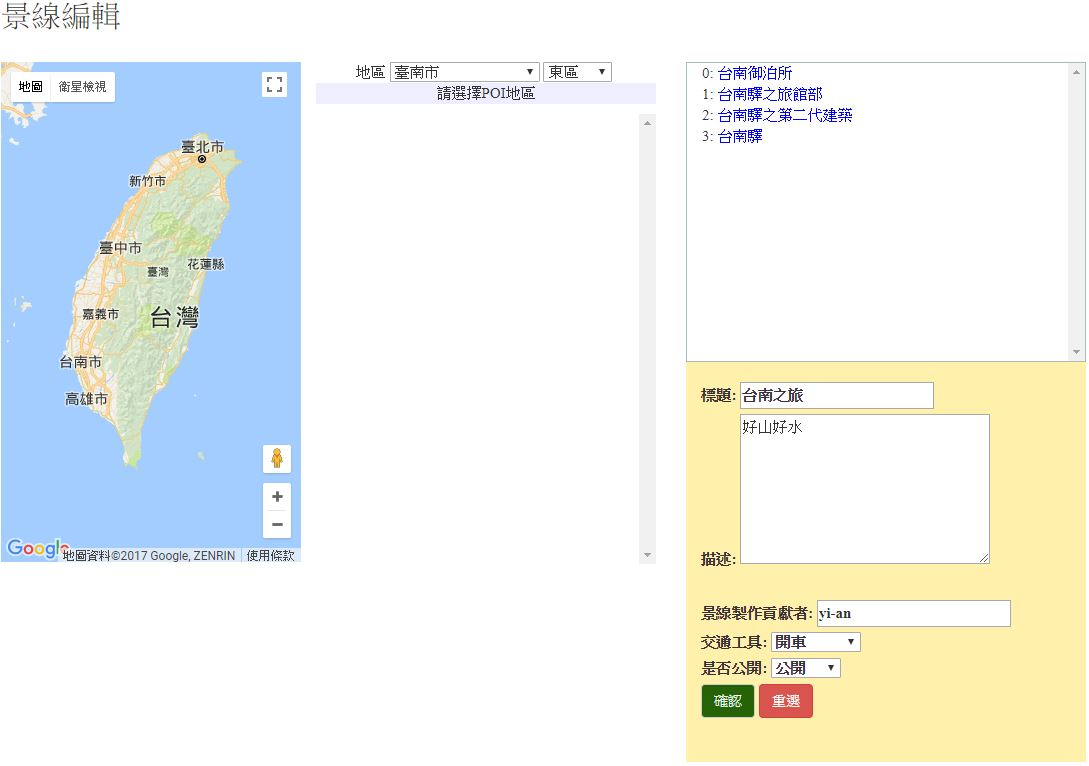 景線編輯
地圖 衛星檢視
臺北市
新竹市
臺中市
臺灣
花蓮縣
嘉義市
台灣
台南市
高雄市
Google
地圖資料©2017 Google, ZENRIN 使用條款
地區 臺南市 東區
請選擇POI地區
0: 台南御泊所
1: 台南驛之旅館部
2: 台南驛之第二代建築
3: 台南驛
標題: 台南之旅
好山好水
描述:
景線製作貢獻者: yi-an
交通工具: 開車
是否公開: 公開
確認 重選